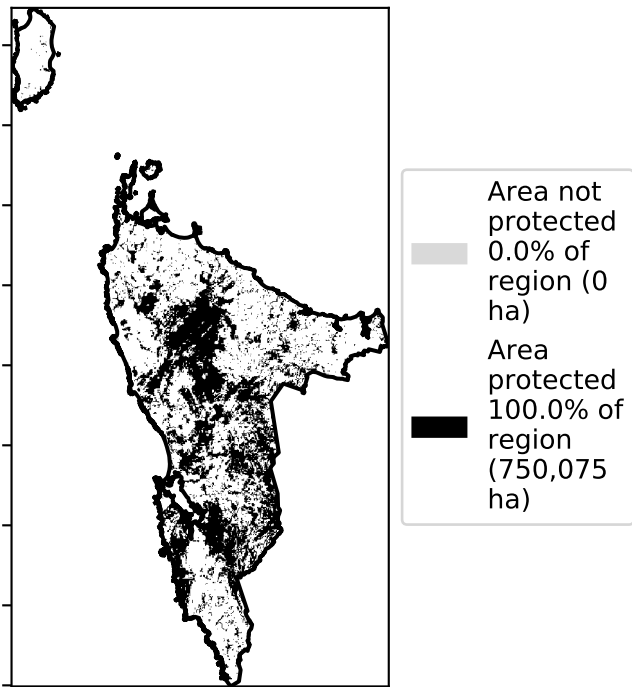 Area not
protected
0.0% of
region (0
ha)
Area
protected
100.0% of
region
(750,075
ha)